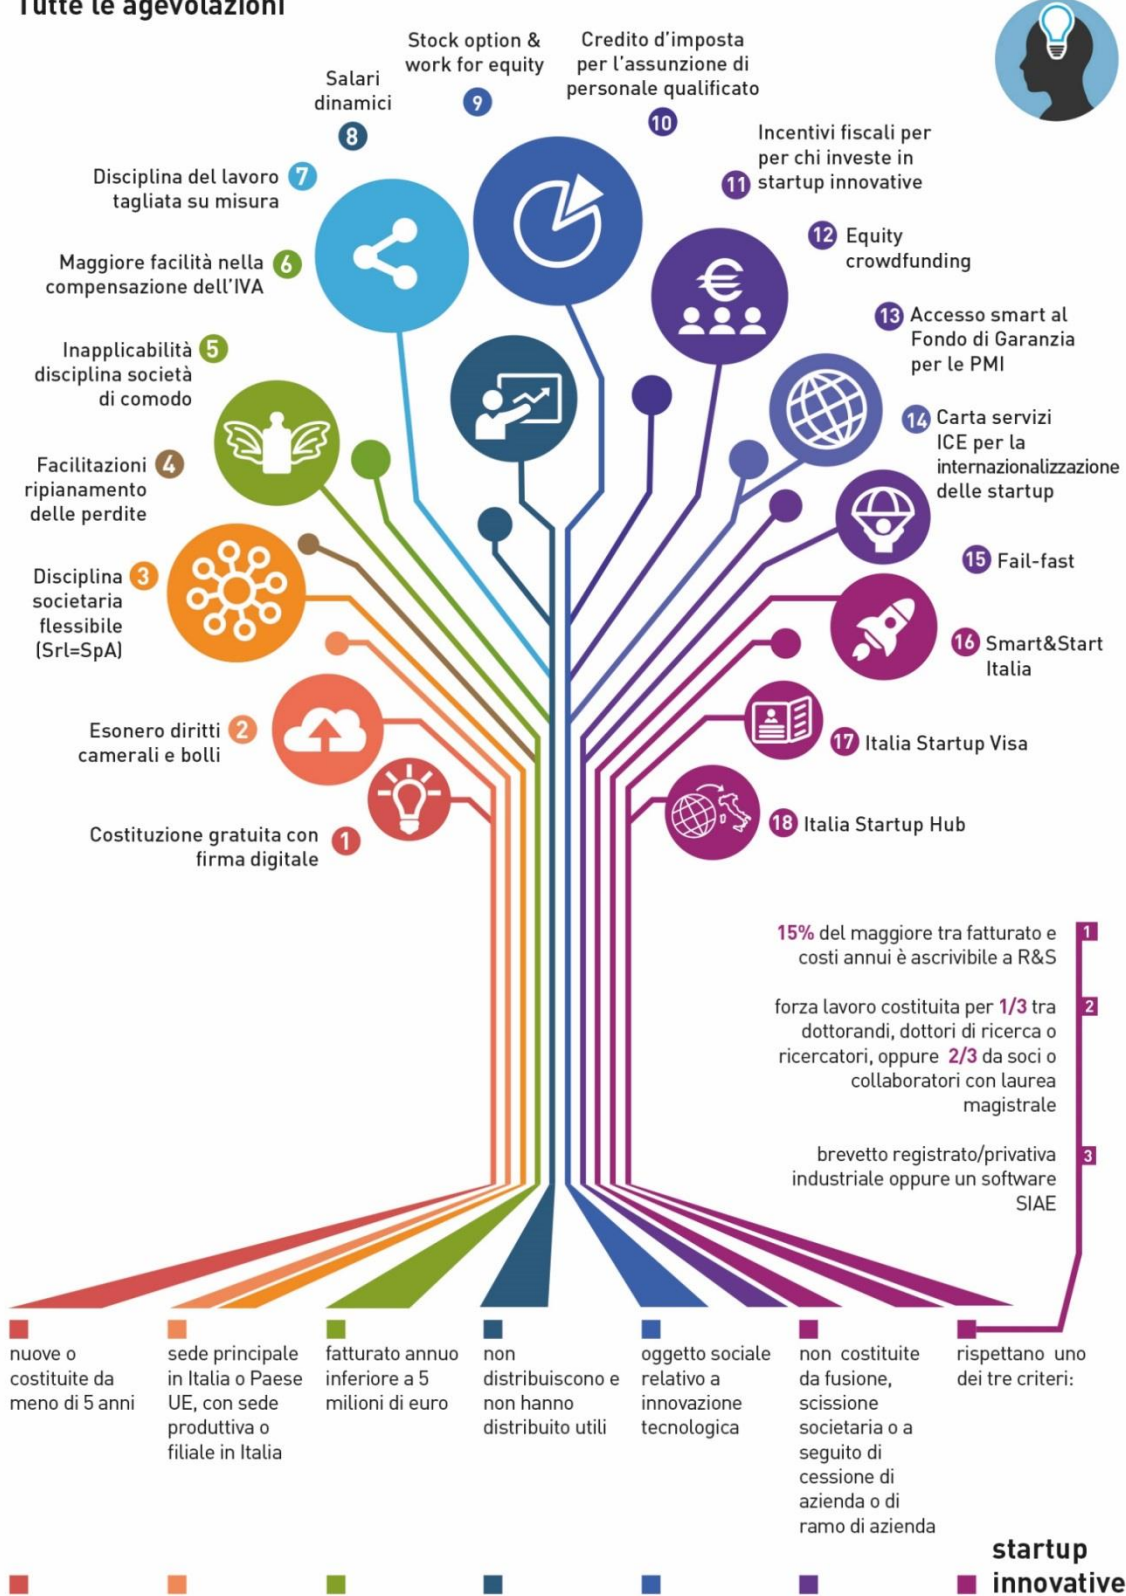 Tutte le agevolazioni
Stock option &
work for equity
9
Credito d'imposta
per l'assunzione di
personale qualificato
10
Salari
dinamici
8
Incentivi fiscali per
per chi investe in
11 startup innovative
Disciplina del lavoro 7
tagliata su misura
12 Equity
crowdfunding
Maggiore facilità nella 6
compensazione dell'IVA
13 Accesso smart al
Fondo di Garanzia
per le PMI
Inapplicabilità 5
disciplina società
di comodo
€
14 Carta servizi
ICE per la
internazionalizzazione
delle startup
Facilitazioni 4
ripianamento
delle perdite
15 Fail-fast
Disciplina 3
societaria
flessibile
(Srl=SpA)
16 Smart&Start
Italia
Esonero diritti 2
camerali e bolli
17 Italia Startup Visa
Costituzione gratuita con 1
firma digitale
18 Italia Startup Hub
15% del maggiore tra fatturato e 1
costi annui è ascrivibile a R&S
forza lavoro costituita per 1/3 tra 2
dottorandi, dottori di ricerca o
ricercatori, oppure 2/3 da soci o
collaboratori con laurea
magistrale
brevetto registrato/privativa 3
industriale oppure un software
SIAE
nuove o
costituite da
meno di 5 anni
sede principale
in Italia o Paese
UE, con sede
produttiva o
filiale in Italia
fatturato annuo
inferiore a 5
milioni di euro
non
distribuiscono e
non hanno
distribuito utili
oggetto sociale
relativo a
innovazione
tecnologica
non costituite
da fusione,
scissione
societaria o a
seguito di
cessione di
azienda o di
ramo di azienda
rispettano uno
dei tre criteri:
startup
innovative